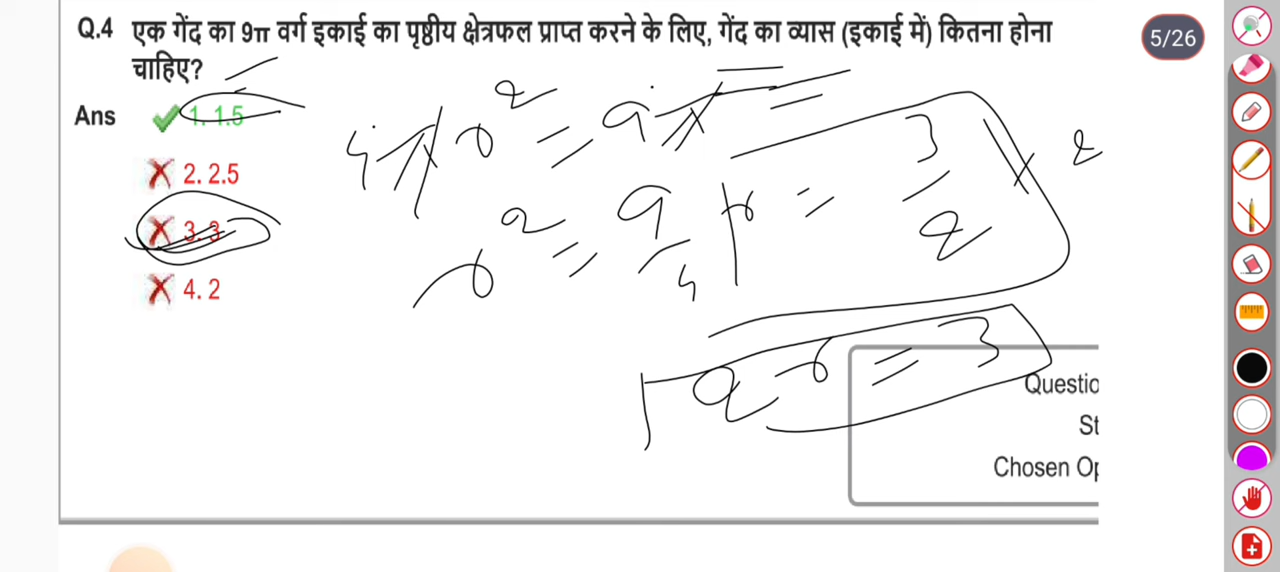 Q.4 एक गेंद का 9π वर्ग इकाई का पृष्ठीय क्षेत्रफल प्राप्त करने के लिए, गेंद का व्यास (इकाई में) कितना होना
चाहिए?
5/26
Ans
1. 1.5
2. 2.5
3. 3
4. 2
4πr² = 9π
r² = 9/4
r = 3/2 × 2
2r = 3
Questio
St
Chosen Op